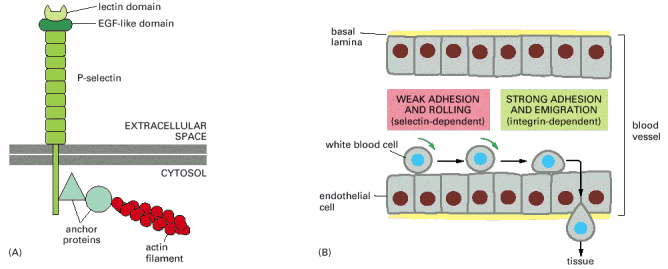 lectin domain
EGF-like domain
P-selectin
EXTRACELLULAR
SPACE
CYTOSOL
anchor
proteins
actin
filament
(A)
basal
lamina
WEAK ADHESION
AND ROLLING
(selectin-dependent)
STRONG ADHESION
AND EMIGRATION
(integrin-dependent)
blood
vessel
white blood cell
endothelial
cell
(B)
tissue